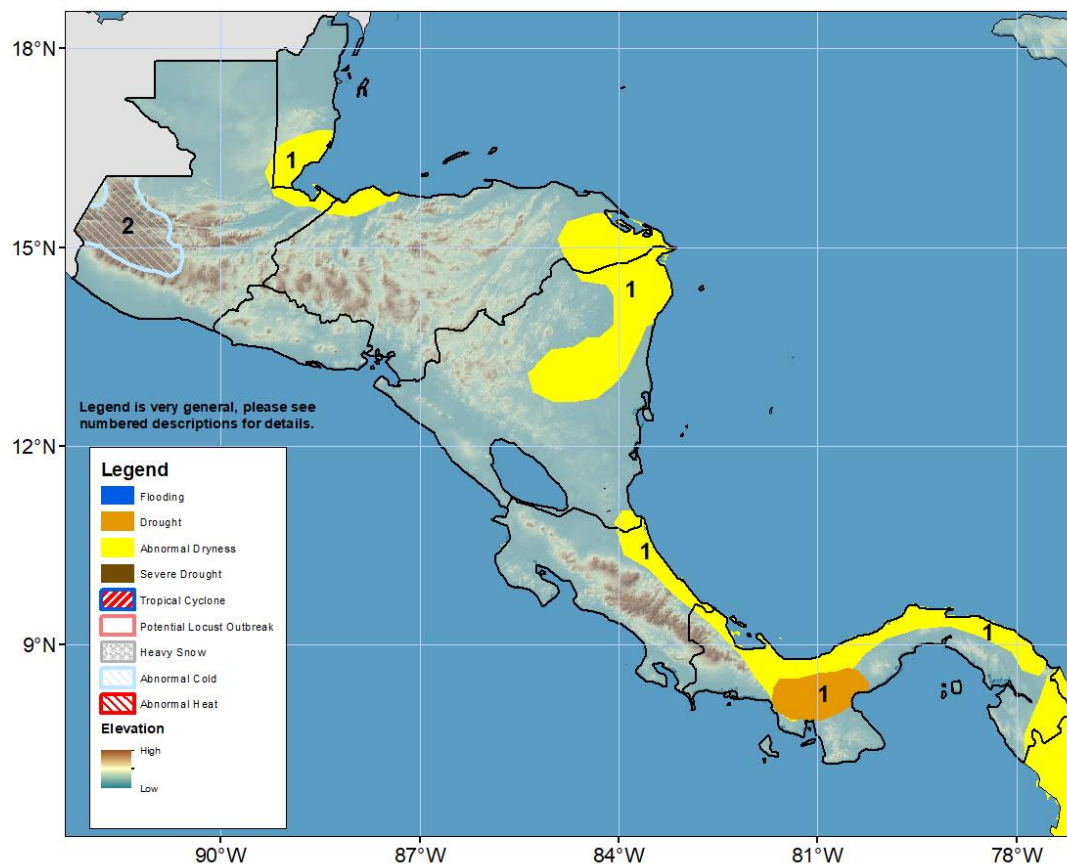 18°N
1
2
15°N
1
Legend is very general, please see
numbered descriptions for details.
12°N
Legend
Flooding
Drought
Abnormal Dryness
Severe Drought
Tropical Cyclone
Potential Locust Outbreak
Heavy Snow
Abnormal Cold
Abnormal Heat
Elevation
High
Low
1
9°N
1
1
90°W
87°W
84°W
81°W
78°W